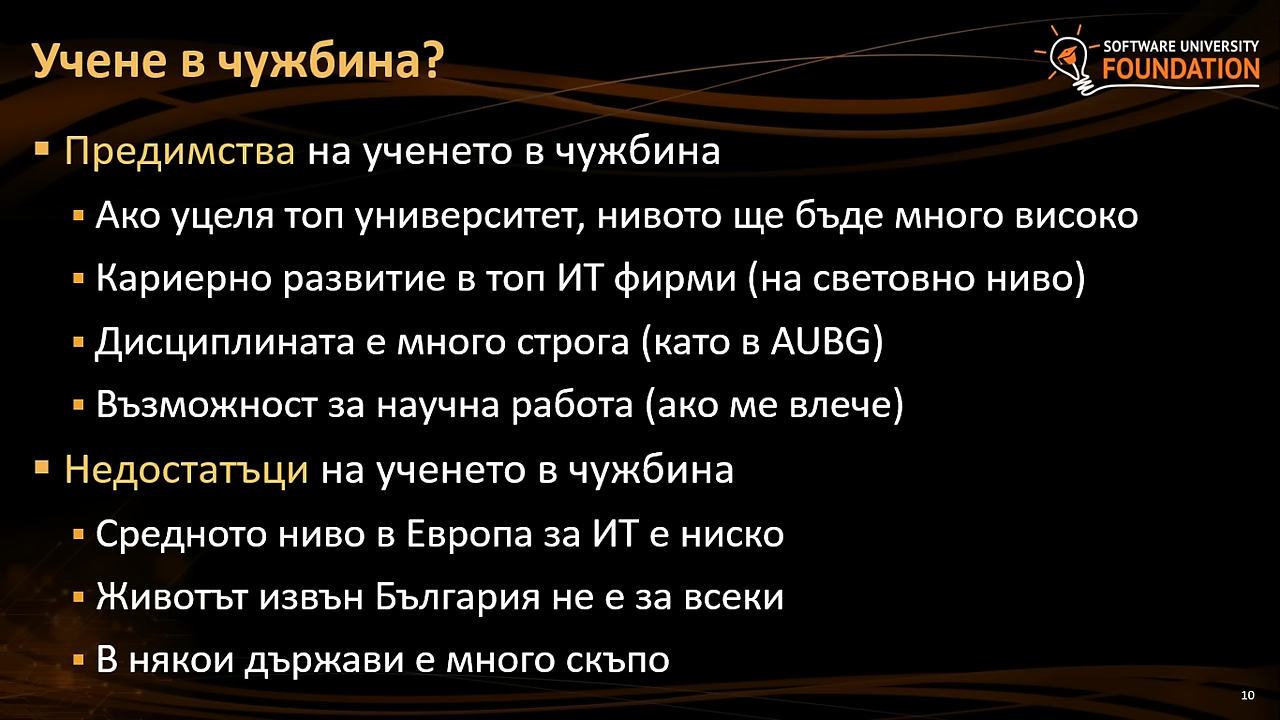 Учене в чужбина?
SOFTWARE UNIVERSITY
FOUNDATION
Предимства на ученето в чужбина
Ако уцеля топ университет, нивото ще бъде много високо
Кариерно развитие в топ ИТ фирми (на световно ниво)
Дисциплината е много строга (като в AUBG)
Възможност за научна работа (ако ме влече)
Недостатъци на ученето в чужбина
Средното ниво в Европа за ИТ е ниско
Животът извън България не е за всеки
В някои държави е много скъпо
10